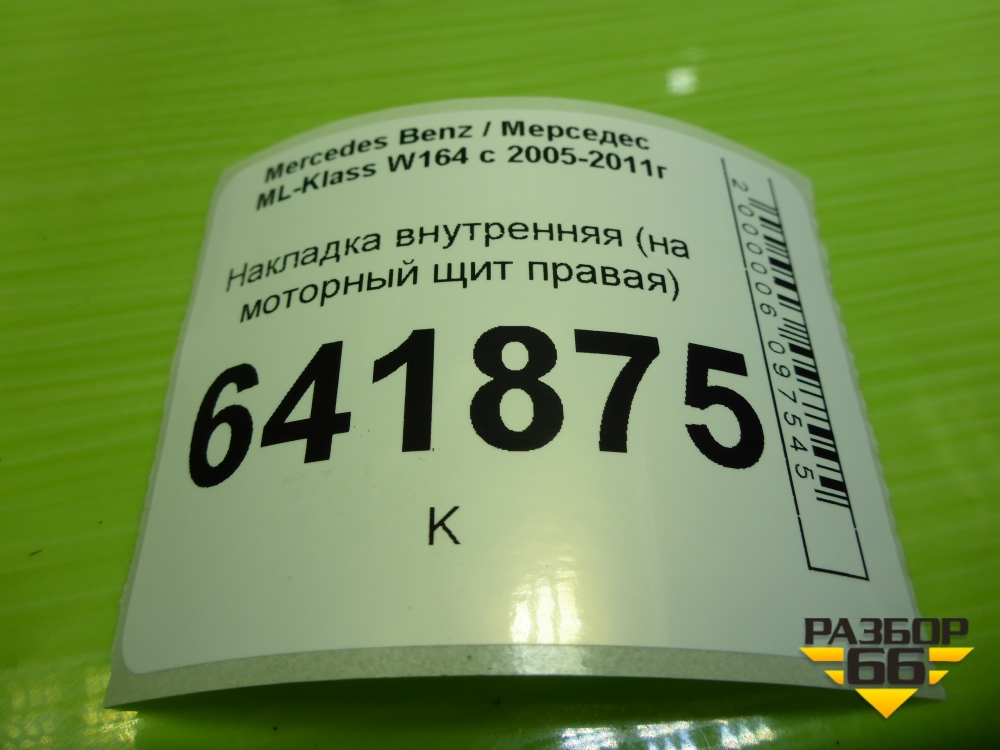 Mercedes Benz / Мерседес
ML-Klass W164 с 2005-2011г
Накладка внутренняя (на
моторный щит правая)
641875
К
2000006097545
РАЗБОР
66